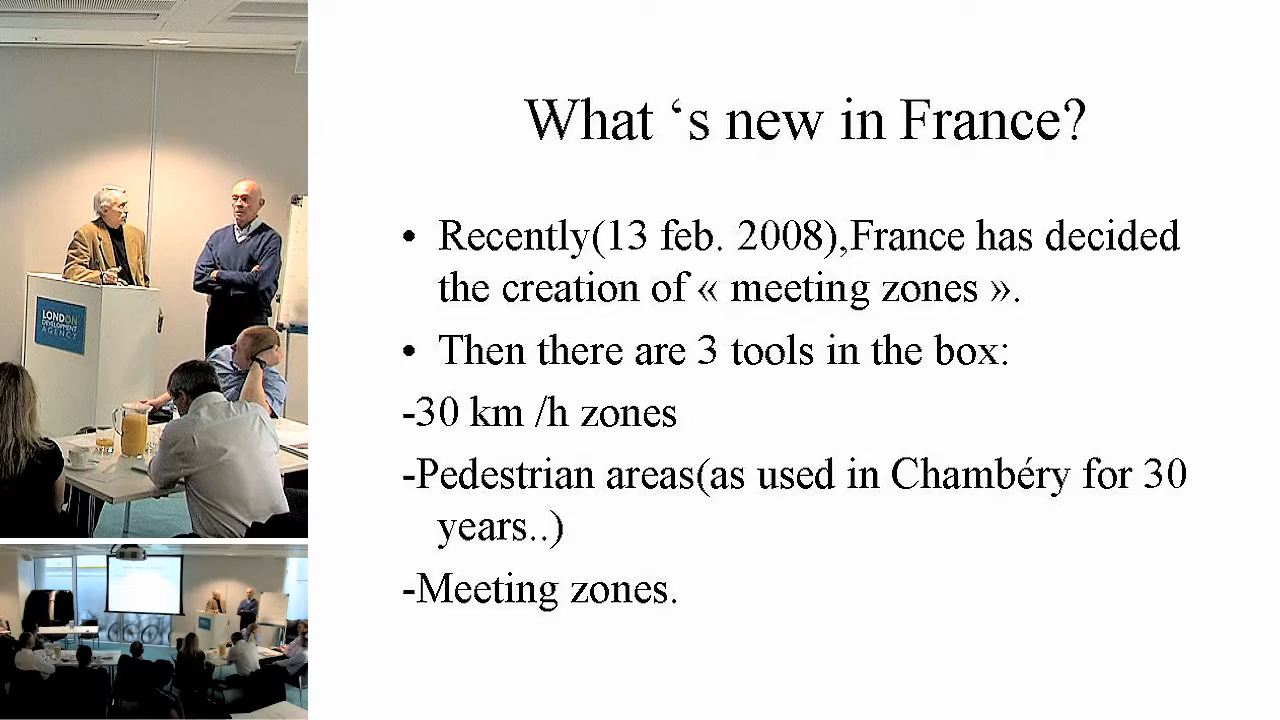 What ‘s new in France?
• Recently(13 feb. 2008),France has decided
the creation of « meeting zones ».
• Then there are 3 tools in the box:
-30 km /h zones
-Pedestrian areas(as used in Chambéry for 30
years..)
-Meeting zones.
LONDON
DEVELOPMENT
AGENCY